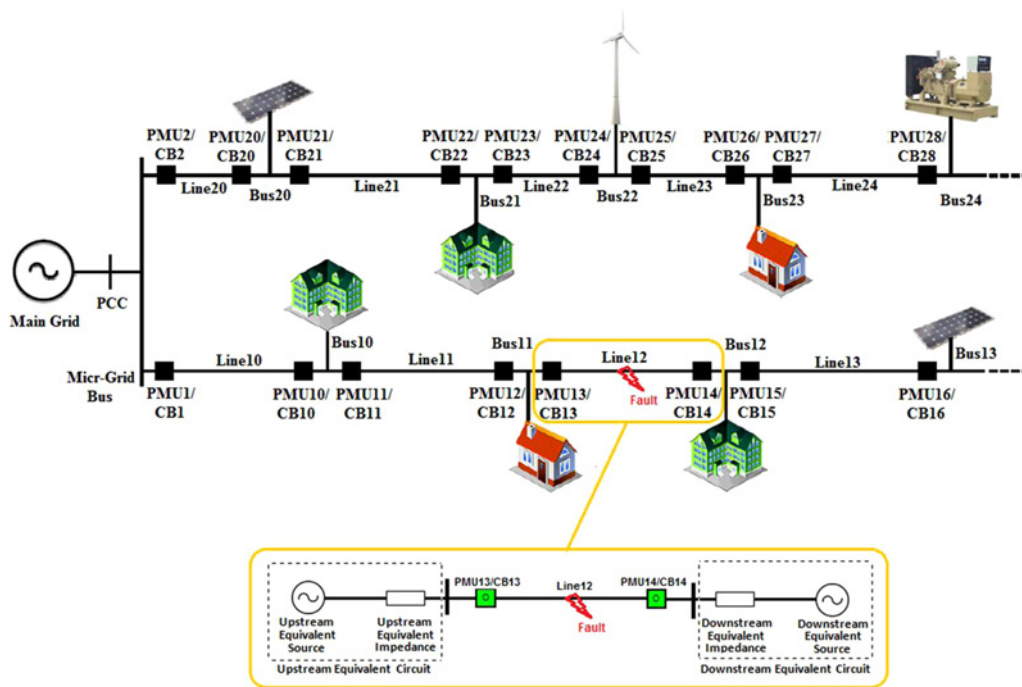 PMU2/
CB2
PMU20/
CB20
PMU21/
CB21
PMU22/
CB22
PMU23/
CB23
PMU24/
CB24
PMU25/
CB25
PMU26/
CB26
PMU27/
CB27
PMU28/
CB28
Line20
Bus20
Line21
Bus21
Line22
Bus22
Line23
Bus23
Line24
Bus24
PCC
Main Grid
Micr-Grid
Bus
Line10
Bus10
Line11
Bus11
Line12
Bus12
Line13
Bus13
PMU1/
CB1
PMU10/
CB10
PMU11/
CB11
PMU12/
CB12
PMU13/
CB13
Fault
PMU14/
CB14
PMU15/
CB15
PMU16/
CB16
PMU13/CB13
Line12
PMU14/CB14
Fault
Upstream
Equivalent
Source
Upstream
Equivalent
Impedance
Upstream Equivalent Circuit
Downstream
Equivalent
Impedance
Downstream
Equivalent
Source
Downstream Equivalent Circuit